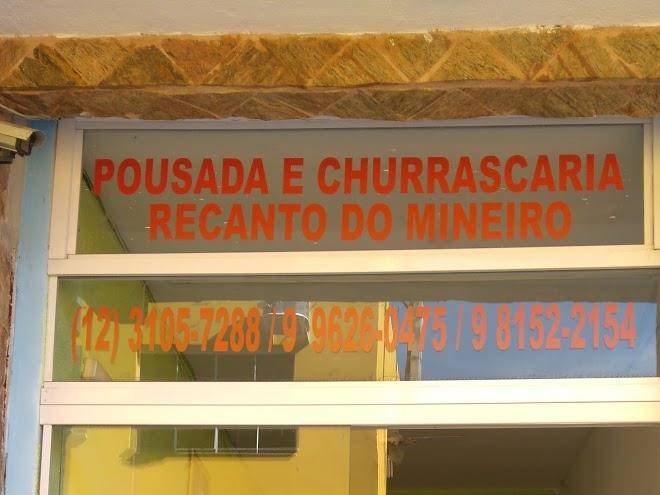 POUSADA E CHURRASCARIA
RECANTO DO MINEIRO
(12) 3105-7288 / 9 9626-0475 / 9 8152-2154